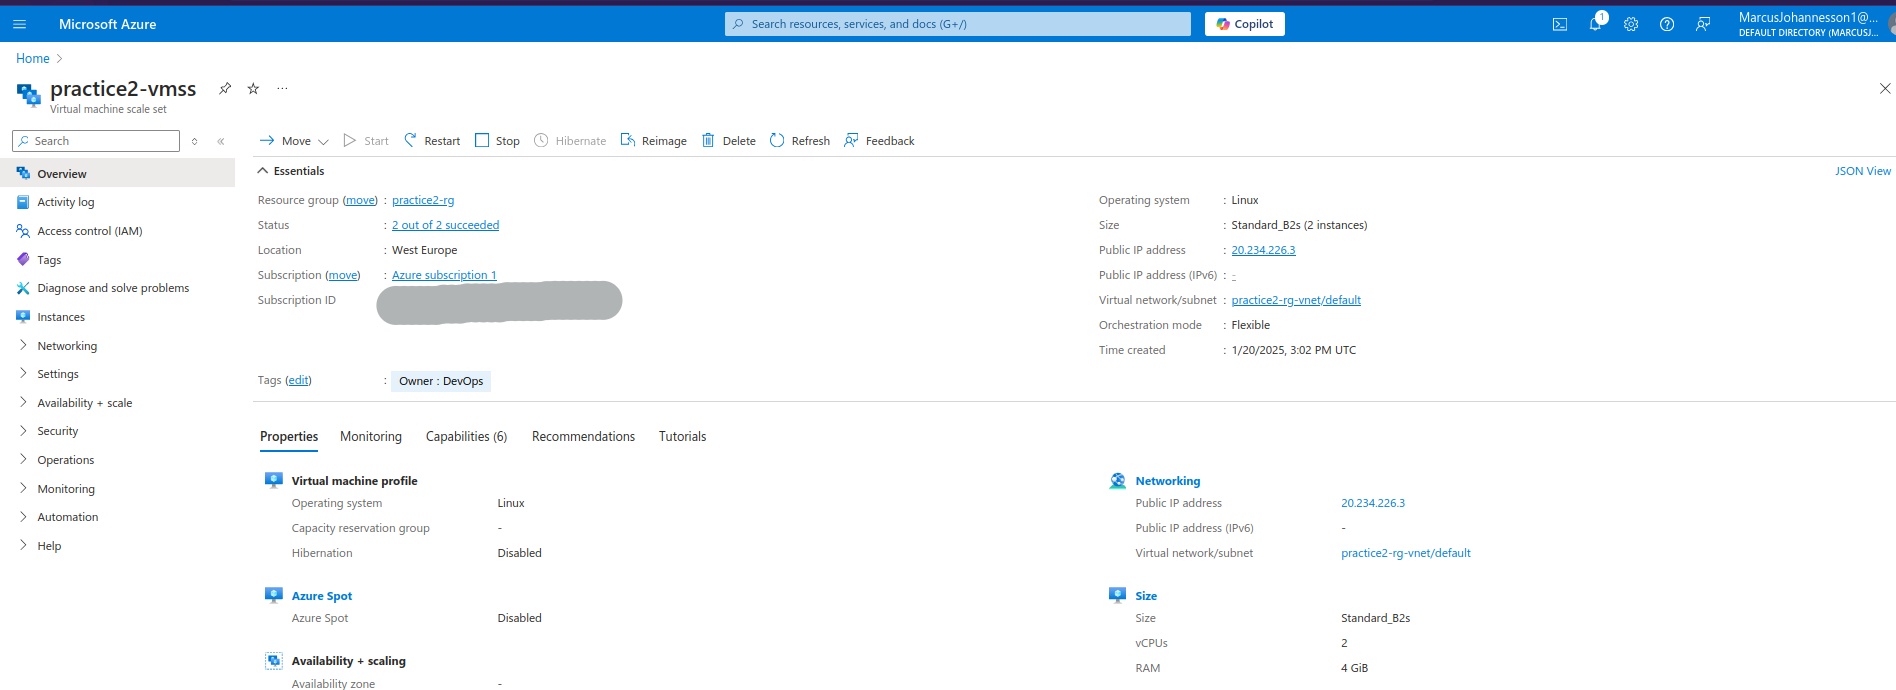 Microsoft Azure
Search resources, services, and docs (G+/)
Copilot
1
MarcusJohannesson1@...
DEFAULT DIRECTORY (MARCUSJ...
Home
practice2-vmss
Virtual machine scale set
Search
Overview
Activity log
Access control (IAM)
Tags
Diagnose and solve problems
Instances
Networking
Settings
Availability + scale
Security
Operations
Monitoring
Automation
Help
Move
Start
Restart
Stop
Hibernate
Reimage
Delete
Refresh
Feedback
Essentials
JSON View
Resource group (move) : practice2-rg
Status : 2 out of 2 succeeded
Location : West Europe
Subscription (move) : Azure subscription 1
Subscription ID
Operating system : Linux
Size : Standard_B2s (2 instances)
Public IP address : 20.234.226.3
Public IP address (IPv6) : -
Virtual network/subnet : practice2-rg-vnet/default
Orchestration mode : Flexible
Time created : 1/20/2025, 3:02 PM UTC
Tags (edit) : Owner : DevOps
Properties
Monitoring
Capabilities (6)
Recommendations
Tutorials
Virtual machine profile
Operating system Linux
Capacity reservation group -
Hibernation Disabled
Azure Spot
Azure Spot Disabled
Availability + scaling
Availability zone -
Networking
Public IP address 20.234.226.3
Public IP address (IPv6) -
Virtual network/subnet practice2-rg-vnet/default
Size
Size Standard_B2s
vCPUs 2
RAM 4 GiB